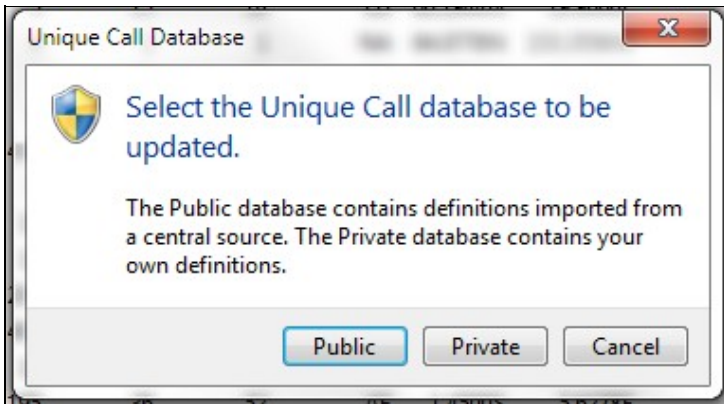 Unique Call Database
Select the Unique Call database to be
updated.
The Public database contains definitions imported from
a central source. The Private database contains your
own definitions.
Public Private Cancel